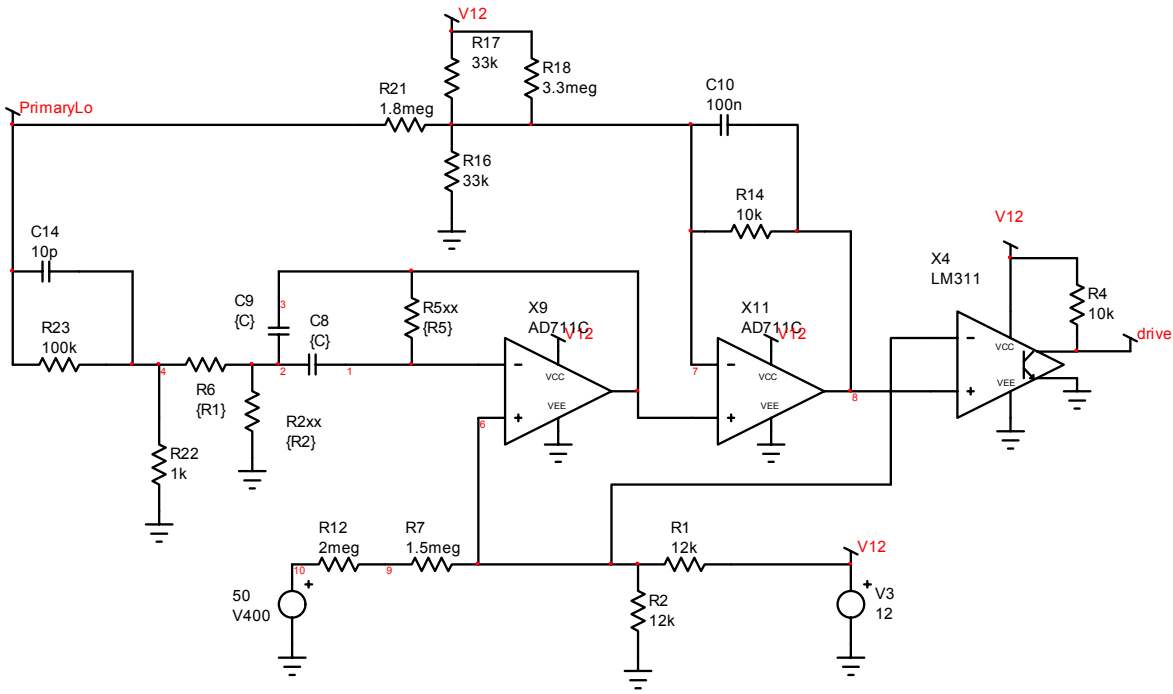 V12
R17
33k
R18
3.3meg
R21
1.8meg
C10
100n
PrimaryLo
R16
33k
R14
10k
V12
C14
10p
X4
LM311
R4
10k
C9
{C}
3
C8
{C}
R5xx
{R5}
X9
AD711C
V12
X11
AD711C
V12
drive
R23
100k
4
R6
{R1}
2
1
VCC
VEE
7
VCC
VEE
8
VCC
VEE
R2xx
{R2}
6
R22
1k
R12
2meg
R7
1.5meg
R1
12k
V12
10
9
50
V400
R2
12k
V3
12